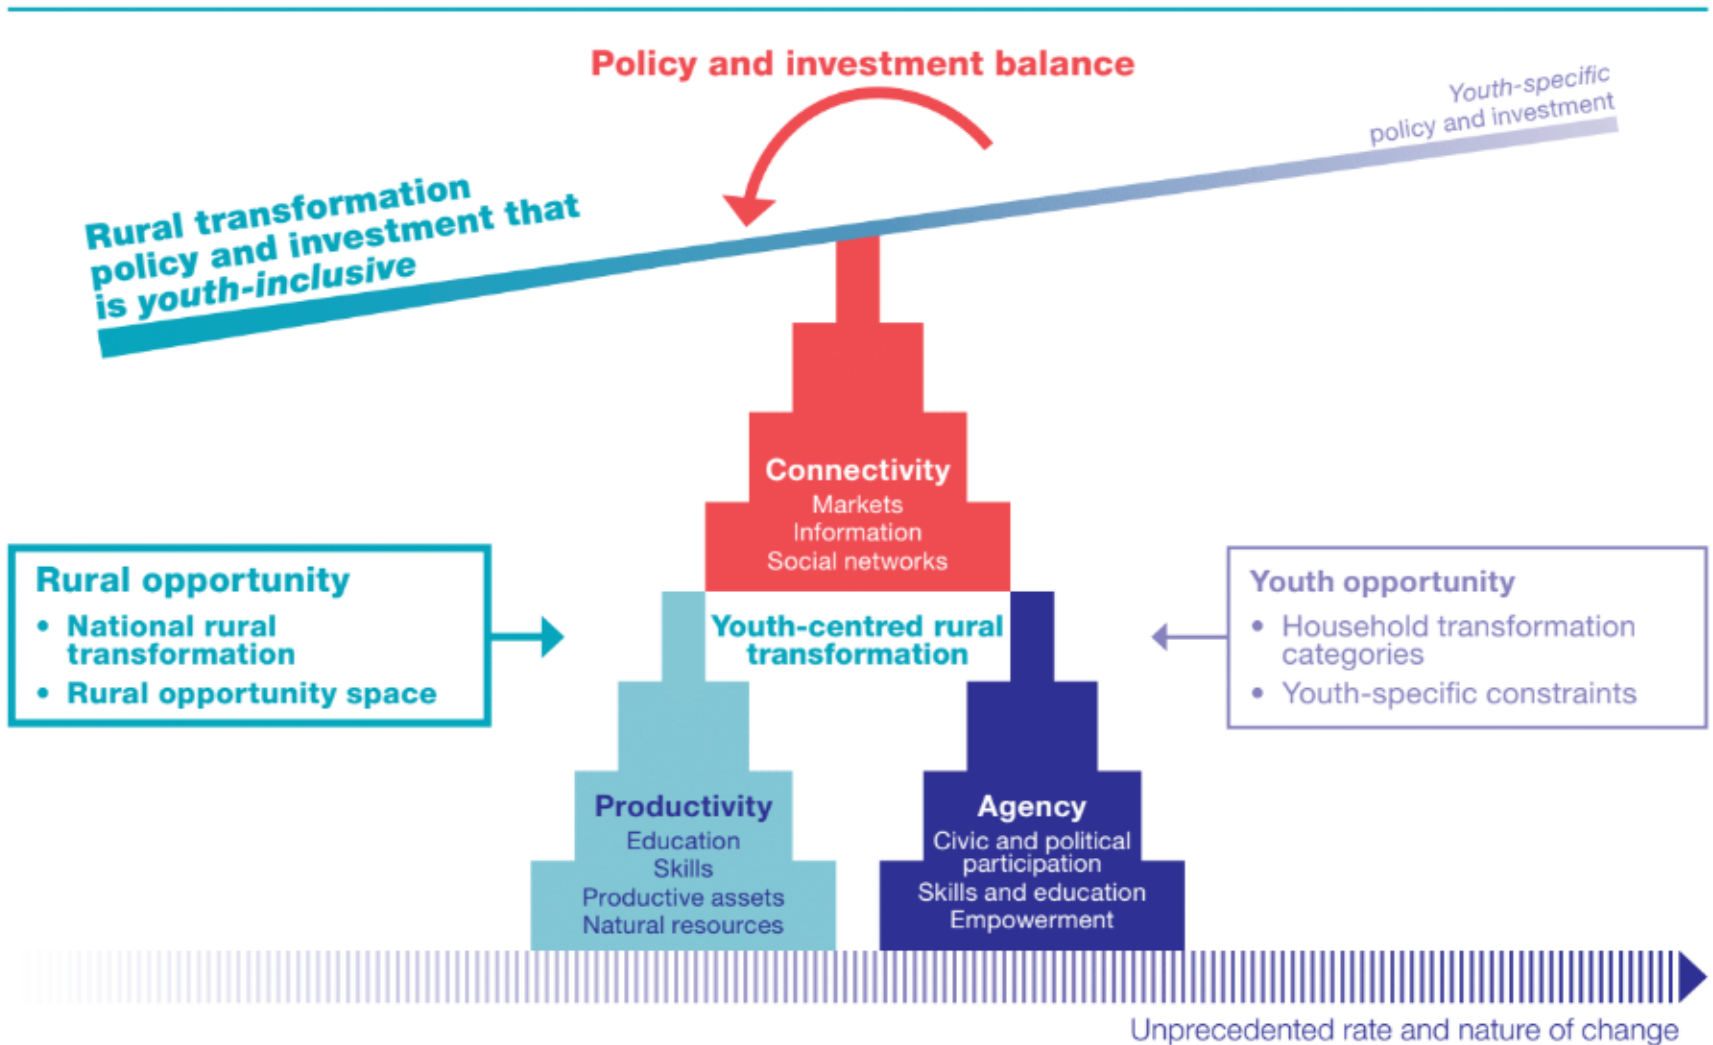 Policy and investment balance
Youth-specific
policy and investment
Rural transformation
policy and investment that
is youth-inclusive
Connectivity
Markets
Information
Social networks
Rural opportunity
• National rural
transformation
• Rural opportunity space
Youth-centred rural
transformation
Youth opportunity
• Household transformation
categories
• Youth-specific constraints
Productivity
Education
Skills
Productive assets
Natural resources
Agency
Civic and political
participation
Skills and education
Empowerment
Unprecedented rate and nature of change